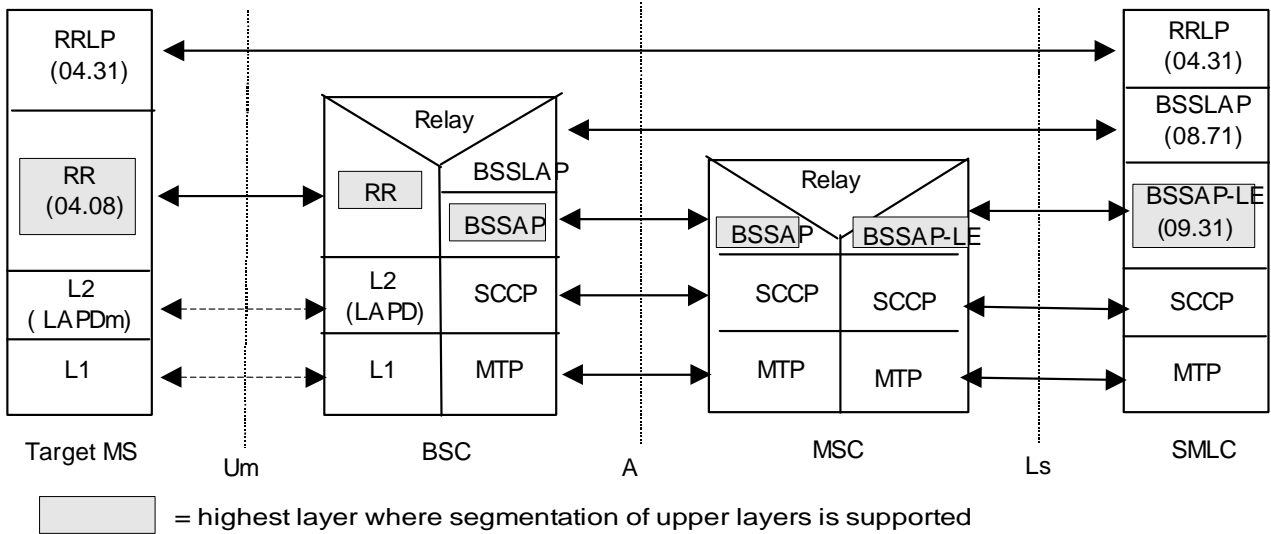 RRLP
(04.31)
RR
(04.08)
L2
( LAPDm)
L1
Target MS
Um
Relay
RR
BSSLAP
BSSAP
L2
(LAPD)
SCCP
L1
MTP
BSC
A
Relay
BSSAP
BSSAP-LE
SCCP
SCCP
MTP
MTP
MSC
Ls
RRLP
(04.31)
BSSLAP
(08.71)
BSSAP-LE
(09.31)
SCCP
MTP
SMLC
= highest layer where segmentation of upper layers is supported